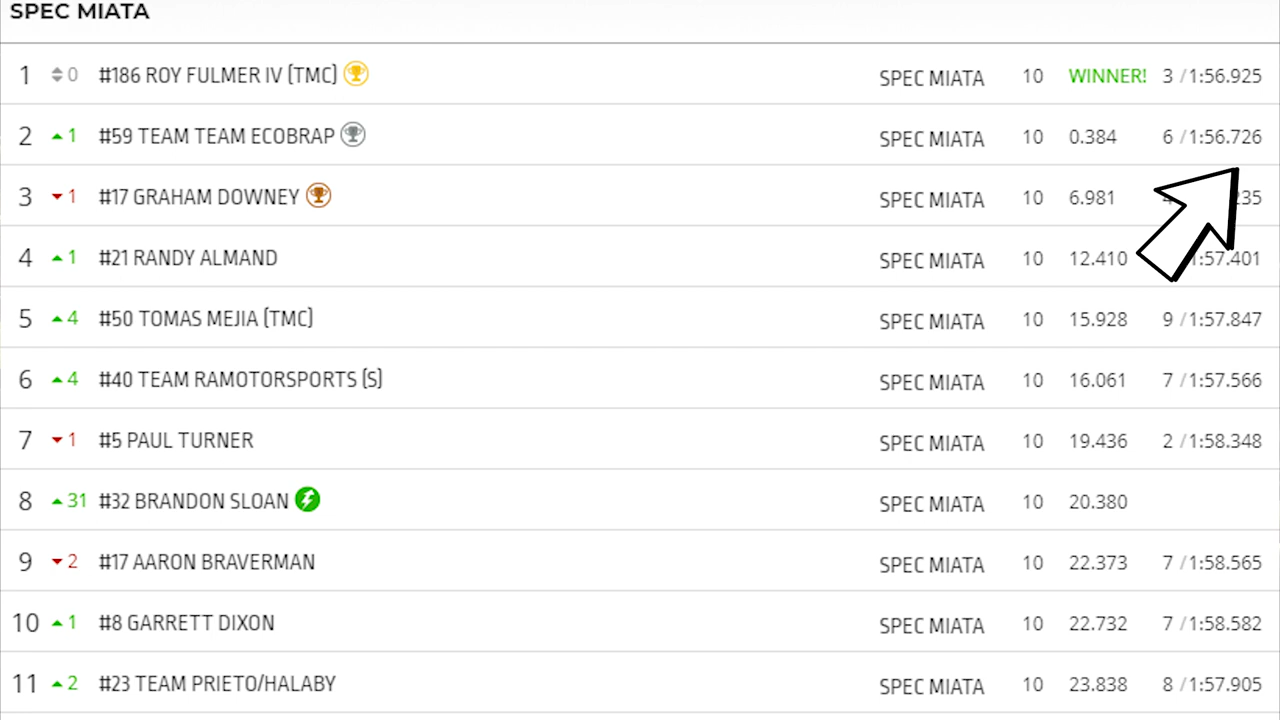 SPEC MIATA
1 0 #186 ROY FULMER IV (TMC) SPEC MIATA 10 WINNER! 3 / 1:56.925
2 1 #59 TEAM TEAM ECOBRAP SPEC MIATA 10 0.384 6 / 1:56.726
3 1 #17 GRAHAM DOWNEY SPEC MIATA 10 6.981
4 1 #21 RANDY ALMAND SPEC MIATA 10 12.410 1:57.401
5 4 #50 TOMAS MEJIA (TMC) SPEC MIATA 10 15.928 9 / 1:57.847
6 4 #40 TEAM RAMOTORSPORTS (S) SPEC MIATA 10 16.061 7 / 1:57.566
7 1 #5 PAUL TURNER SPEC MIATA 10 19.436 2 / 1:58.348
8 31 #32 BRANDON SLOAN SPEC MIATA 10 20.380
9 2 #17 AARON BRAVERMAN SPEC MIATA 10 22.373 7 / 1:58.565
10 1 #8 GARRETT DIXON SPEC MIATA 10 22.732 7 / 1:58.582
11 2 #23 TEAM PRIETO/HALABY SPEC MIATA 10 23.838 8 / 1:57.905